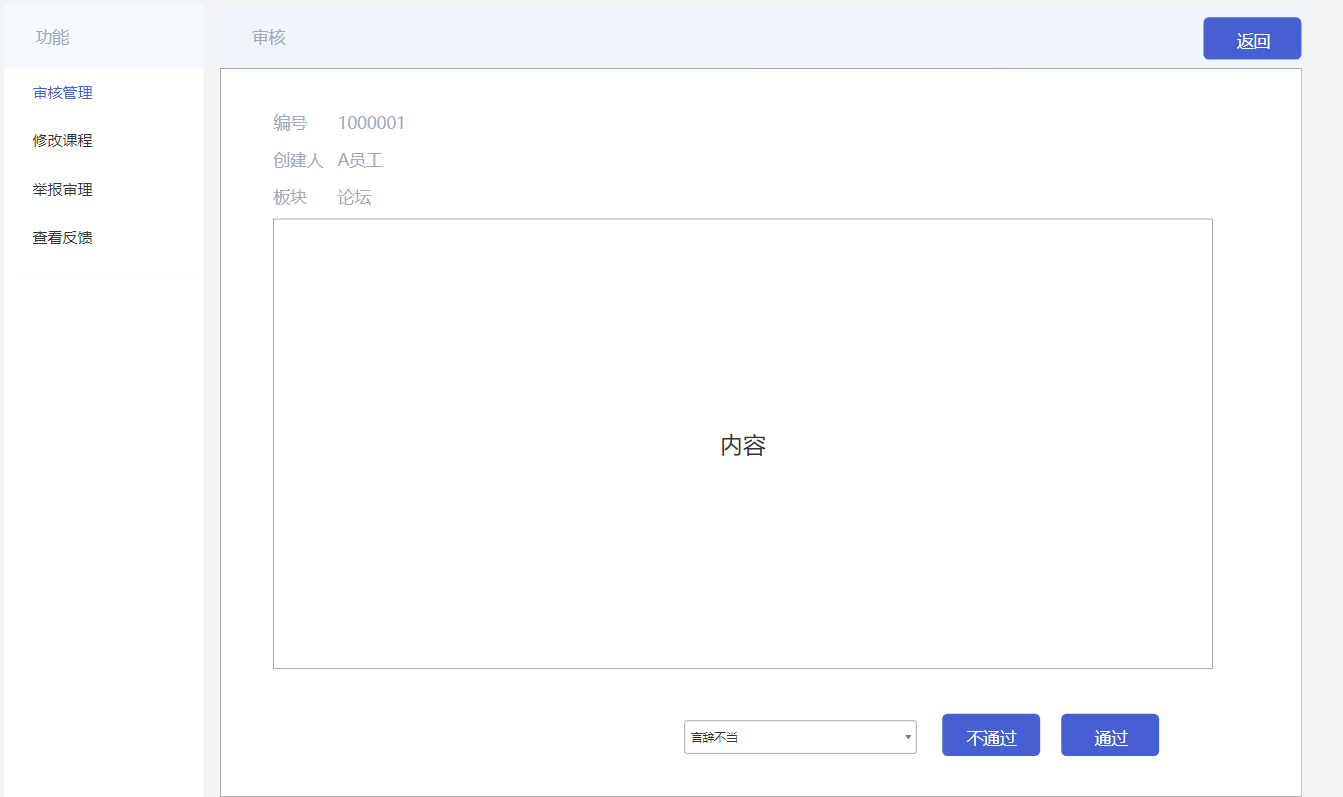 功能
审核管理
修改课程
举报审理
查看反馈
审核
返回
编号 1000001
创建人 A员工
板块 论坛
内容
言辞不当
不通过
通过